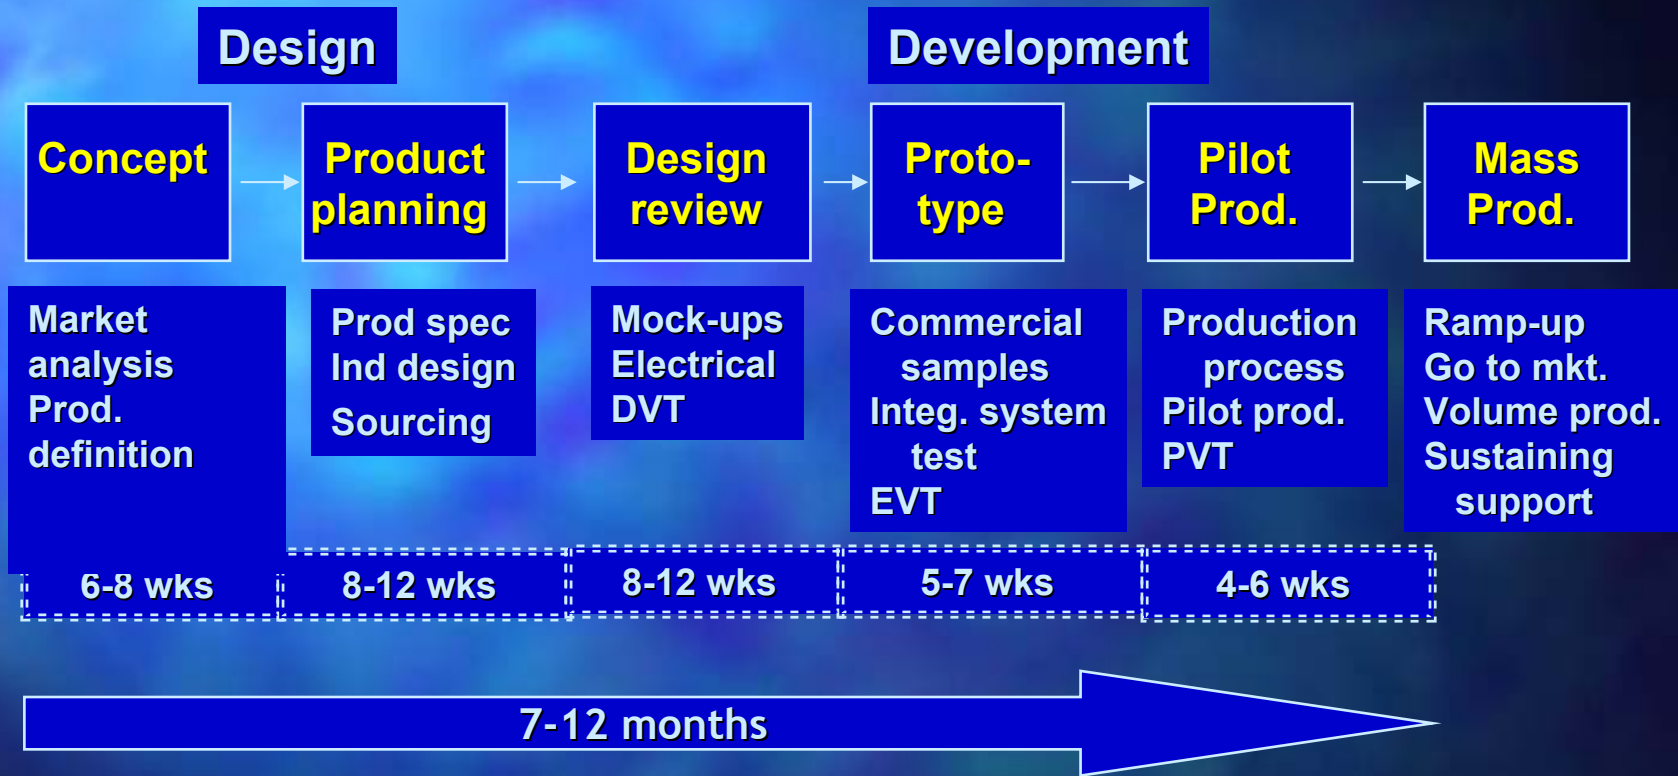 Design
Development
Concept
Product
planning
Design
review
Proto-
type
Pilot
Prod.
Mass
Prod.
Market
analysis
Prod.
definition
Prod spec
Ind design
Sourcing
Mock-ups
Electrical
DVT
Commercial
samples
Integ. system
test
EVT
Production
process
Pilot prod.
PVT
Ramp-up
Go to mkt.
Volume prod.
Sustaining
support
6-8 wks
8-12 wks
8-12 wks
5-7 wks
4-6 wks
7-12 months